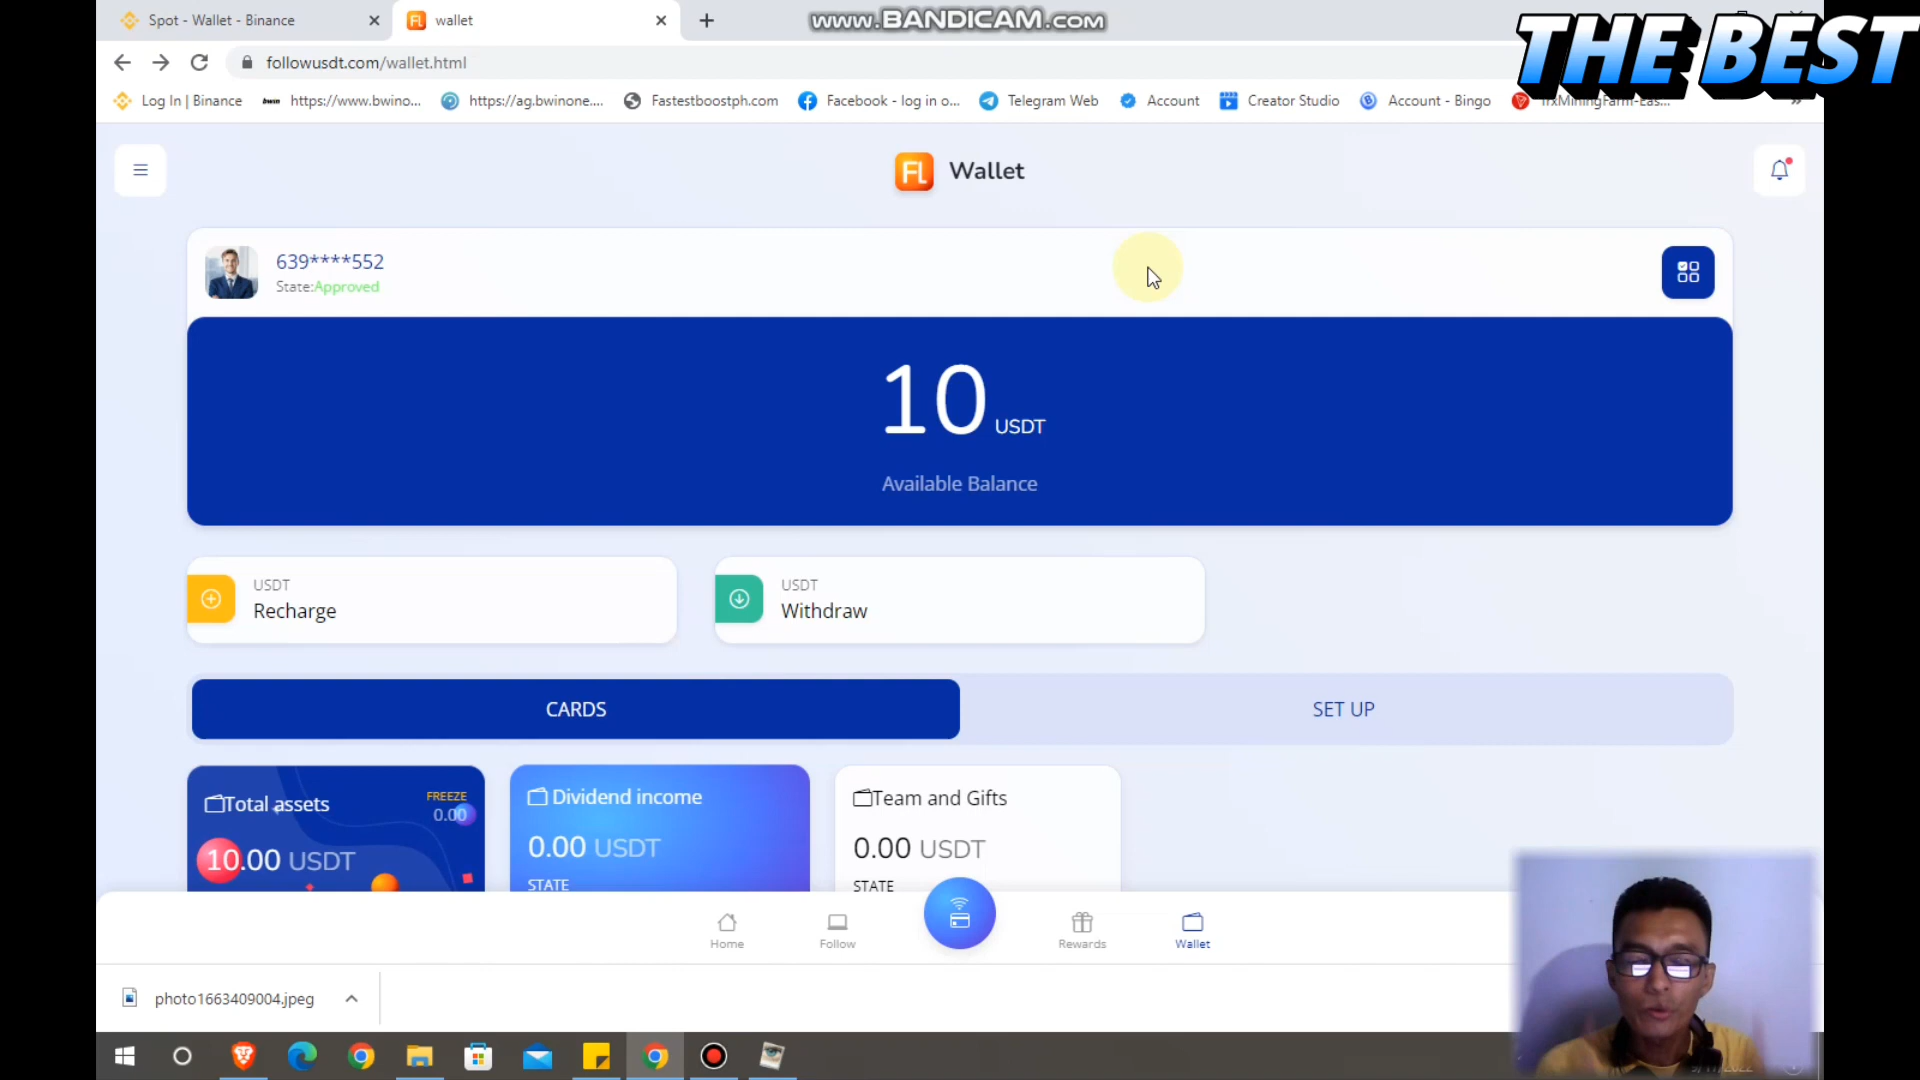 Spot - Wallet - Binance
wallet
www.BANDICAM.com
THE BEST
followusdt.com/wallet.html
Log In | Binance
bwin
https://www.bwino...
https://ag.bwinone....
Fastestboostph.com
Facebook - log in o...
Telegram Web
Account
Creator Studio
Account - Bingo
TrxMiningFarm-Eas...
FL
Wallet
639****552
State:Approved
10 USDT
Available Balance
USDT
Recharge
USDT
Withdraw
CARDS
SET UP
Total assets
FREEZE
0.00
10.00 USDT
Dividend income
0.00 USDT
STATE
Team and Gifts
0.00 USDT
STATE
Home
Follow
Rewards
Wallet
photo1663409004.jpeg